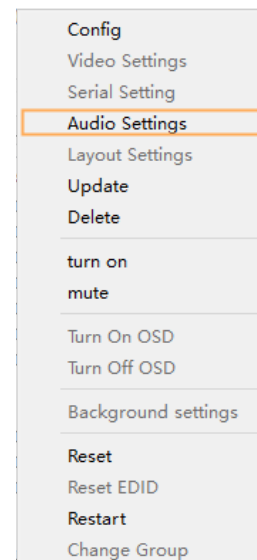 Config
Video Settings
Serial Setting
Audio Settings
Layout Settings
Update
Delete
turn on
mute
Turn On OSD
Turn Off OSD
Background settings
Reset
Reset EDID
Restart
Change Group